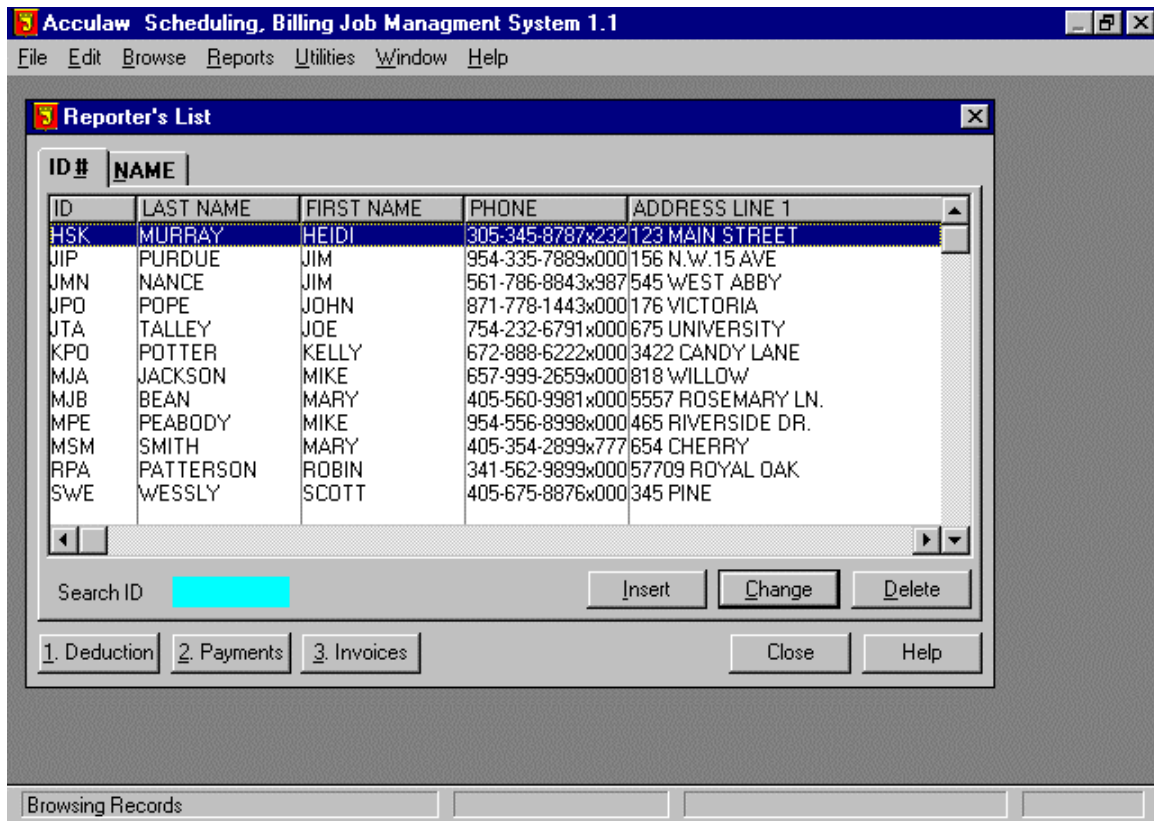 Acculaw Scheduling, Billing Job Managment System 1.1
File Edit Browse Reports Utilities Window Help
Reporter's List
ID # NAME
ID LAST NAME FIRST NAME PHONE ADDRESS LINE 1
HSK MURRAY HEIDI 305-345-8787x232 123 MAIN STREET
JIP PURDUE JIM 954-335-7889x000 156 N.W.15 AVE
JMN NANCE JIM 561-786-8843x987 545 WEST ABBY
JPO POPE JOHN 871-778-1443x000 176 VICTORIA
JTA TALLEY JOE 754-232-6791x000 675 UNIVERSITY
KPO POTTER KELLY 672-888-6222x000 3422 CANDY LANE
MJA JACKSON MIKE 657-999-2659x000 818 WILLOW
MJB BEAN MARY 405-560-9981x000 5557 ROSEMARY LN.
MPE PEABODY MIKE 954-556-8998x000 465 RIVERSIDE DR.
MSM SMITH MARY 405-354-2899x777 654 CHERRY
RPA PATTERSON ROBIN 341-562-9899x000 57709 ROYAL OAK
SWE WESSLY SCOTT 405-675-8876x000 345 PINE
Search ID Insert Change Delete
1. Deduction 2. Payments 3. Invoices Close Help
Browsing Records